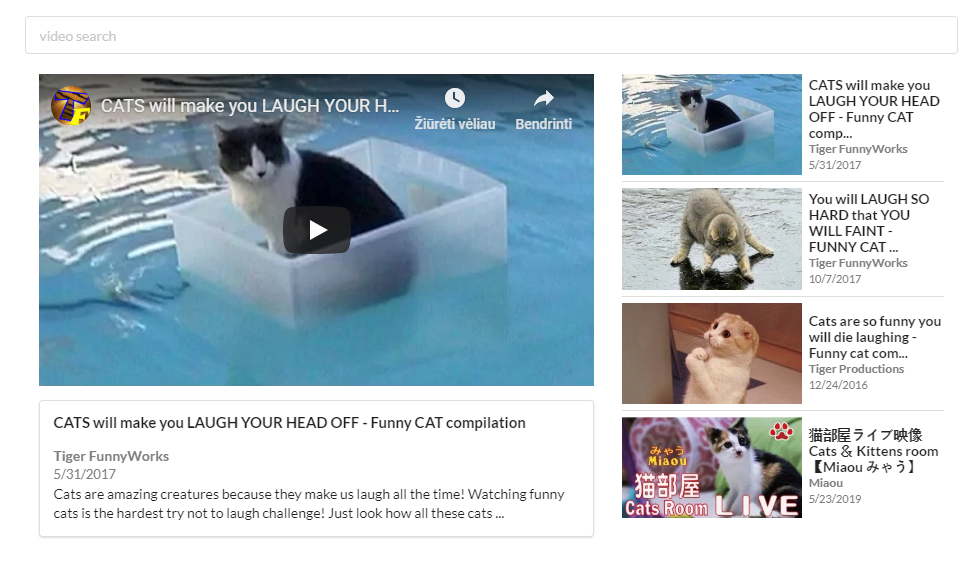 video search
CATS will make you LAUGH YOUR H...
Žiūrėti vėliau
Bendrinti
CATS will make you LAUGH YOUR HEAD OFF - Funny CAT compilation
Tiger FunnyWorks
5/31/2017
Cats are amazing creatures because they make us laugh all the time! Watching funny
cats is the hardest try not to laugh challenge! Just look how all these cats ...
CATS will make you
LAUGH YOUR HEAD
OFF - Funny CAT
comp...
Tiger FunnyWorks
5/31/2017
You will LAUGH SO
HARD that YOU
WILL FAINT -
FUNNY CAT ...
Tiger FunnyWorks
10/7/2017
Cats are so funny you
will die laughing -
Funny cat com...
Tiger Productions
12/24/2016
みゃう
Miaou
猫部屋
Cats Room LIVE
猫部屋ライブ映像
Cats & Kittens room
【Miaou みゃう】
Miaou
5/23/2019